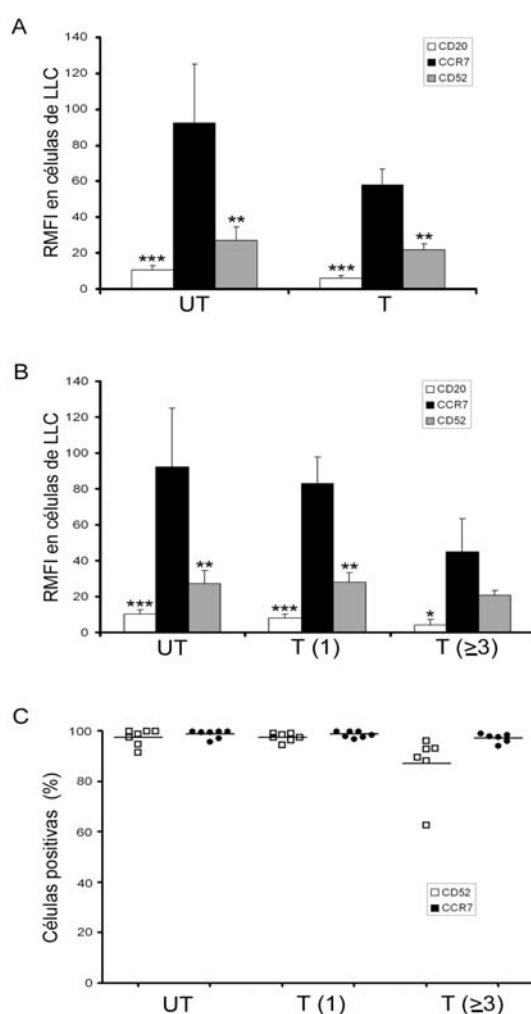 A
RMFI en células de LLC
140
120
100
80
60
40
20
0
CD20
CCR7
CD52
***
**
***
**
UT
T
B
RMFI en células de LLC
140
120
100
80
60
40
20
0
CD20
CCR7
CD52
***
**
***
**
*
UT
T (1)
T (≥3)
C
Células positivas (%)
100
80
60
40
20
0
CD52
CCR7
UT
T (1)
T (≥3)